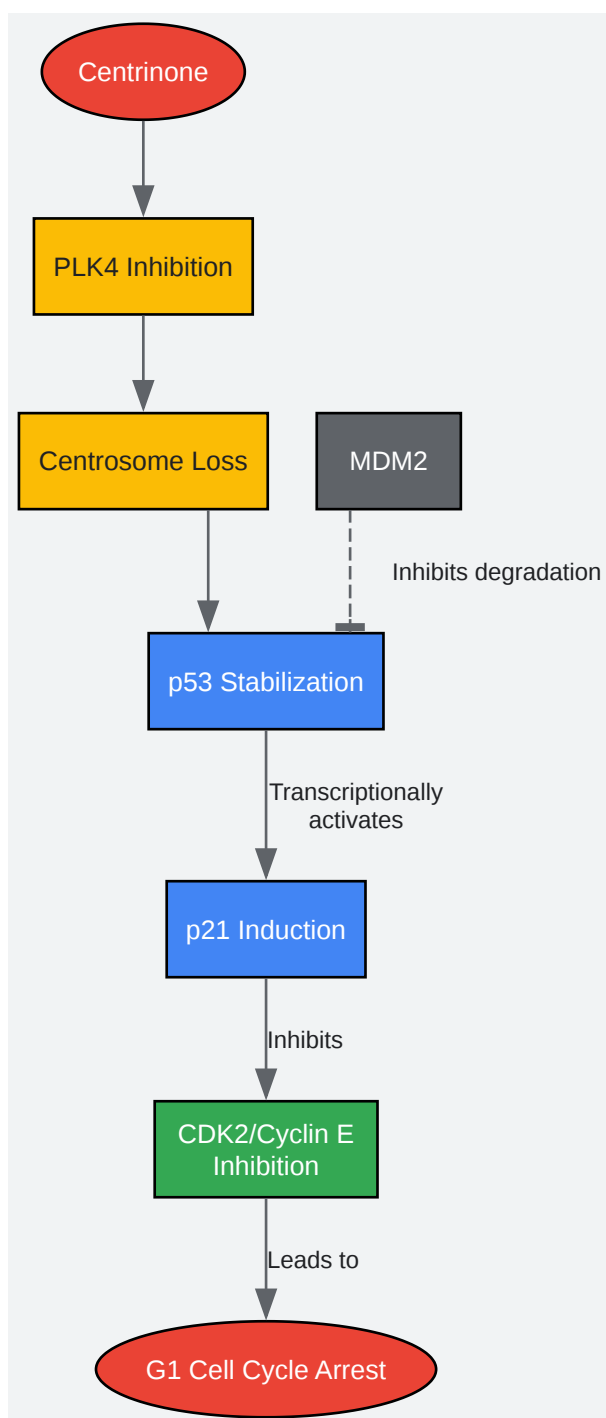 Centrinone
PLK4 Inhibition
Centrosome Loss
MDM2
Inhibits degradation
p53 Stabilization
Transcriptionally
activates
p21 Induction
Inhibits
CDK2/Cyclin E
Inhibition
Leads to
G1 Cell Cycle Arrest